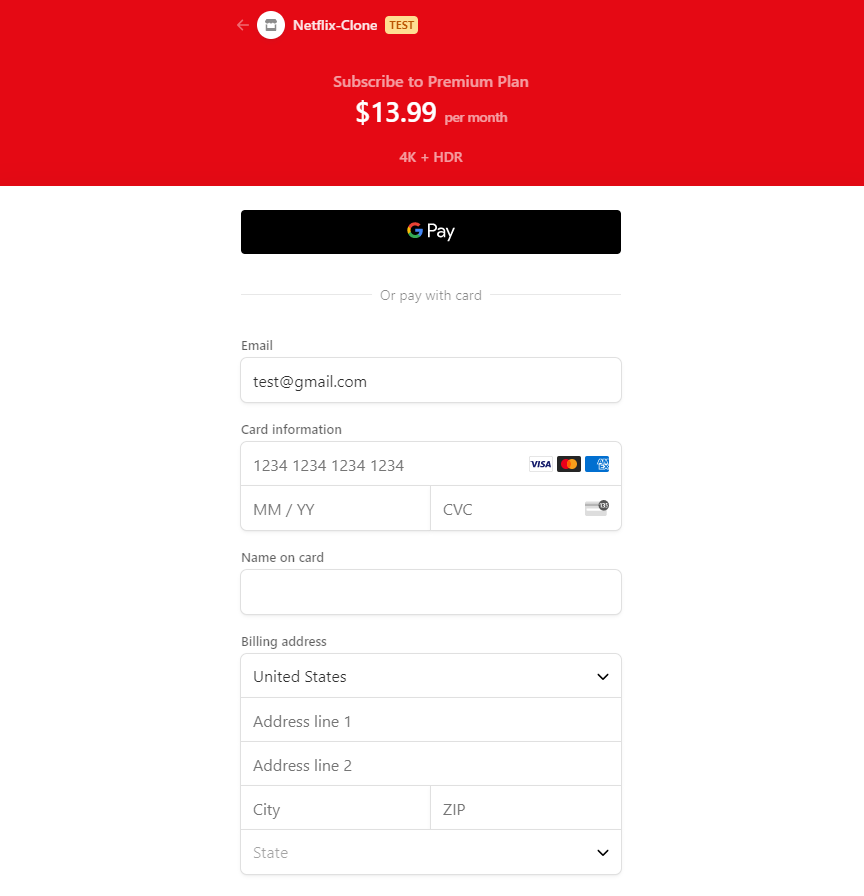 Netflix-Clone TEST
Subscribe to Premium Plan
$13.99 per month
4K + HDR
G Pay
Or pay with card
Email
test@gmail.com
Card information
1234 1234 1234 1234 VISA AMEX
MM / YY CVC 135
Name on card
Billing address
United States
Address line 1
Address line 2
City ZIP
State